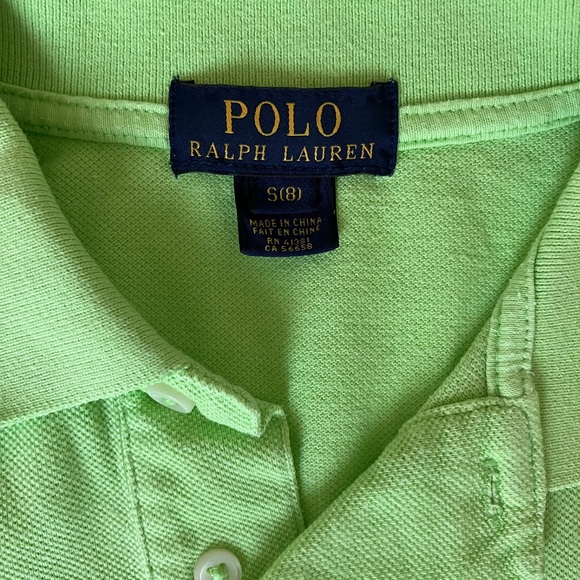 POLO
RALPH LAUREN
S(8)
MADE IN CHINA
FAIT EN CHINE
RN 41381
CA 56658